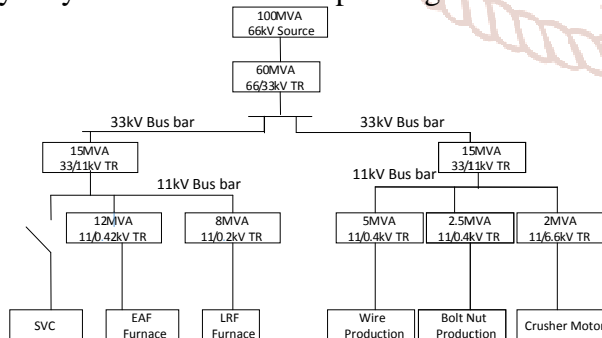 100MVA
66kV Source
60MVA
66/33kV TR
33kV Bus bar
33kV Bus bar
15MVA
33/11kV TR
15MVA
33/11kV TR
11kV Bus bar
11kV Bus bar
12MVA
11/0.42kV TR
8MVA
11/0.2kV TR
5MVA
11/0.4kV TR
2.5MVA
11/0.4kV TR
2MVA
11/6.6kV TR
SVC
EAF
Furnace
LRF
Furnace
Wire
Production
Bolt Nut
Production
Crusher Motor